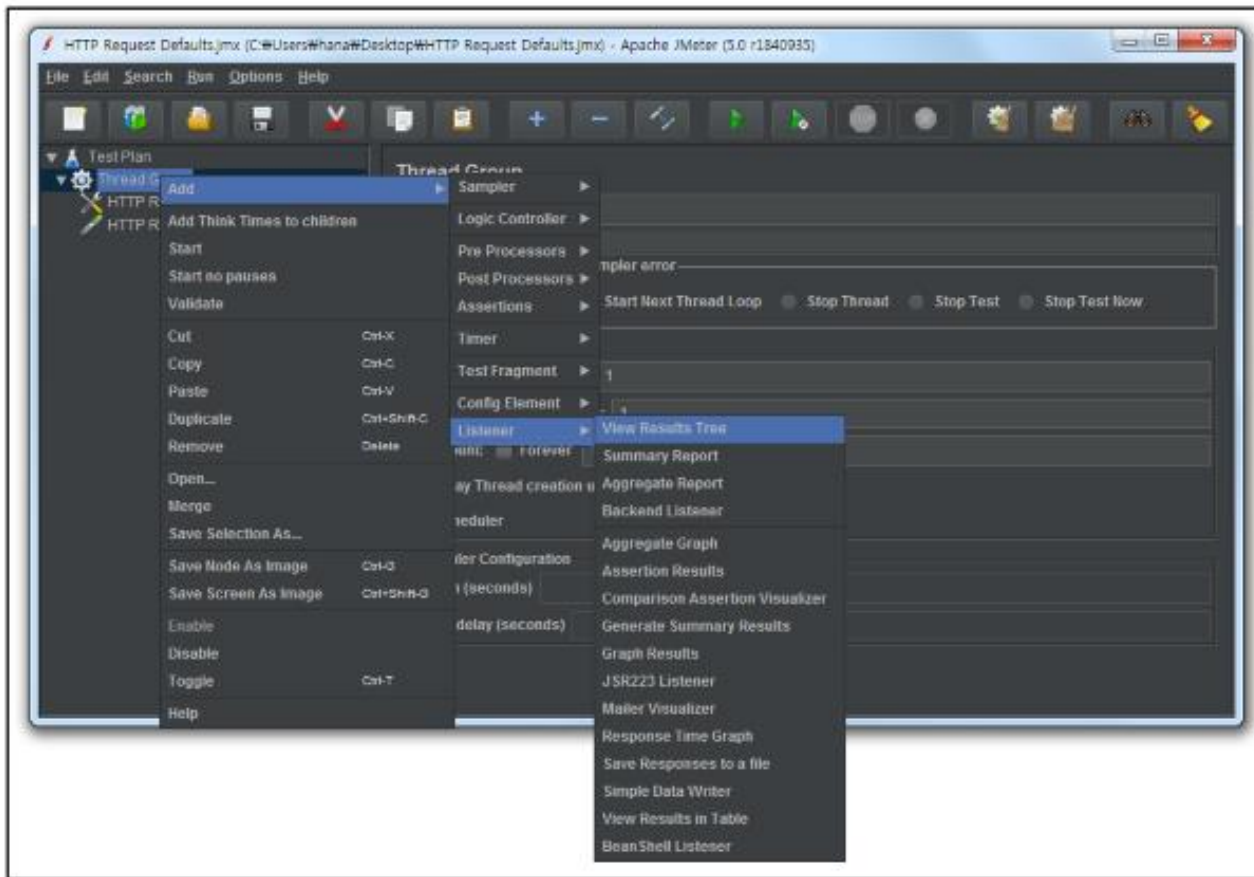 HTTP Request Defaults.jmx (C:₩Users₩hana₩Desktop₩HTTP Request Defaults.jmx) - Apache JMeter (5.0 r1840935)
File Edit Search Run Options Help
Test Plan
Thread G
HTTP R
HTTP R
Thread Group
Add
Add Think Times to children
Start
Start no pauses
Validate
Cut Ctrl-X
Copy Ctrl-C
Paste Ctrl-V
Duplicate Ctrl+Shift-C
Remove Delete
Open...
Merge
Save Selection As...
Save Node As Image Ctrl-G
Save Screen As Image Ctrl+Shift-G
Enable
Disable
Toggle Ctrl-T
Help
Sampler
Logic Controller
Pre Processors
Post Processors
Assertions
Timer
Test Fragment
Config Element
Listener
mpler error
Start Next Thread Loop Stop Thread Stop Test Stop Test Now
1
1
Forever
ay Thread creation u
heduler
ler Configuration
(seconds)
delay (seconds)
View Results Tree
Summary Report
Aggregate Report
Backend Listener
Aggregate Graph
Assertion Results
Comparison Assertion Visualizer
Generate Summary Results
Graph Results
JSR223 Listener
Mailer Visualizer
Response Time Graph
Save Responses to a file
Simple Data Writer
View Results in Table
BeanShell Listener